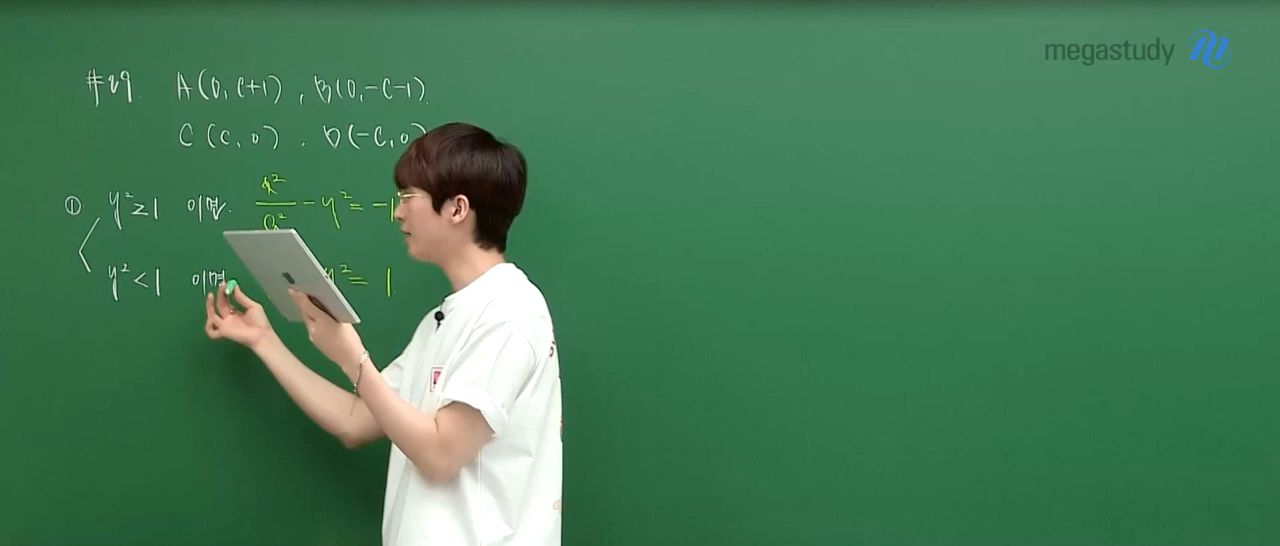 megastudy
#29. A(0, c+1), B(0, -c-1).
C(c, 0), D(-c, 0)
① y²≥1 이면. x²/a² - y² = -1
y²<1 이면 y² = 1.